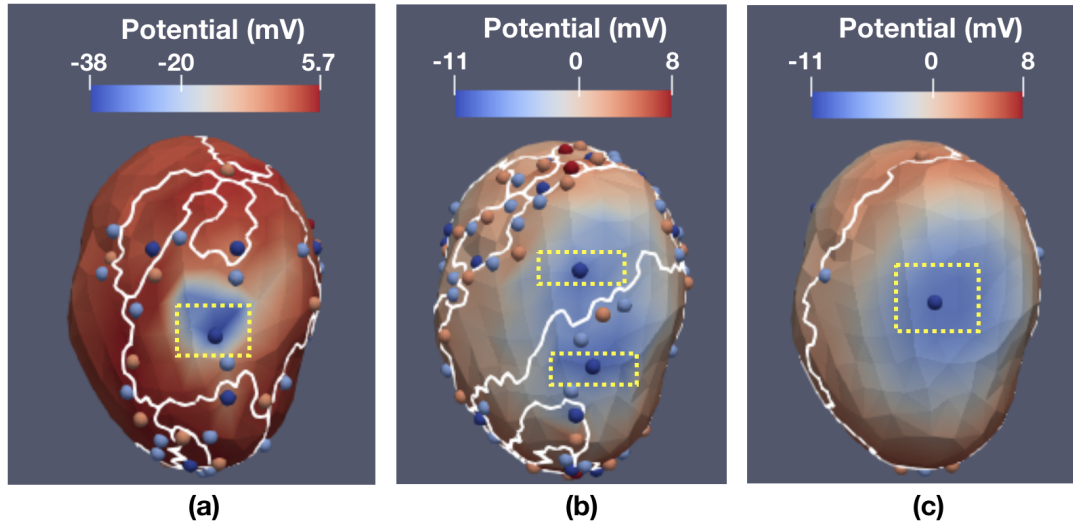 Potential (mV)
-38 -20 5.7
(a)
Potential (mV)
-11 0 8
(b)
Potential (mV)
-11 0 8
(c)